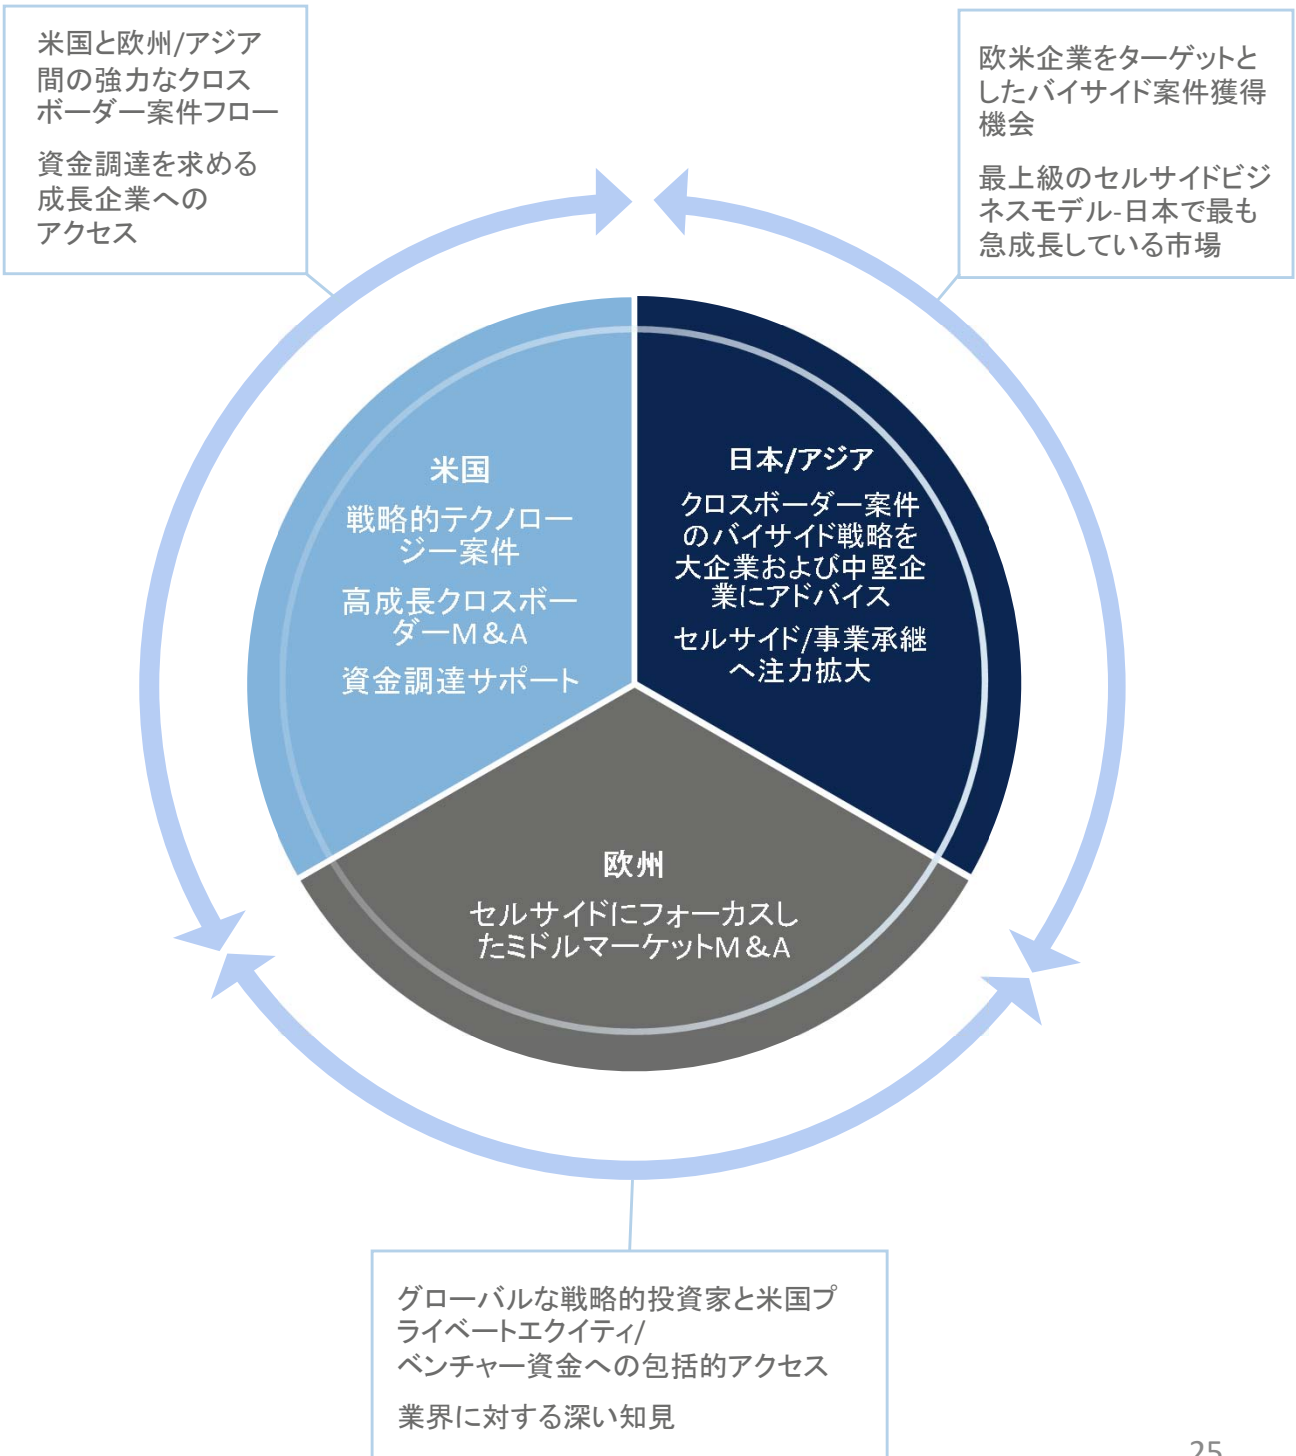 米国と欧州/アジア
間の強力なクロス
ボーダー案件フロー
資金調達を求める
成長企業への
アクセス
欧米企業をターゲットと
したバイサイド案件獲得
機会
最上級のセルサイドビジ
ネスモデル-日本で最も
急成長している市場
米国
戦略的テクノロー
ジー案件
高成長クロスボー
ダーM&A
資金調達サポート
日本/アジア
クロスボーダー案件
のバイサイド戦略を
大企業および中堅企
業にアドバイス
セルサイド/事業承継
へ注力拡大
欧州
セルサイドにフォーカスし
たミドルマーケットM&A
グローバルな戦略的投資家と米国プ
ライベートエクイティ/
ベンチャー資金への包括的アクセス
業界に対する深い知見
25